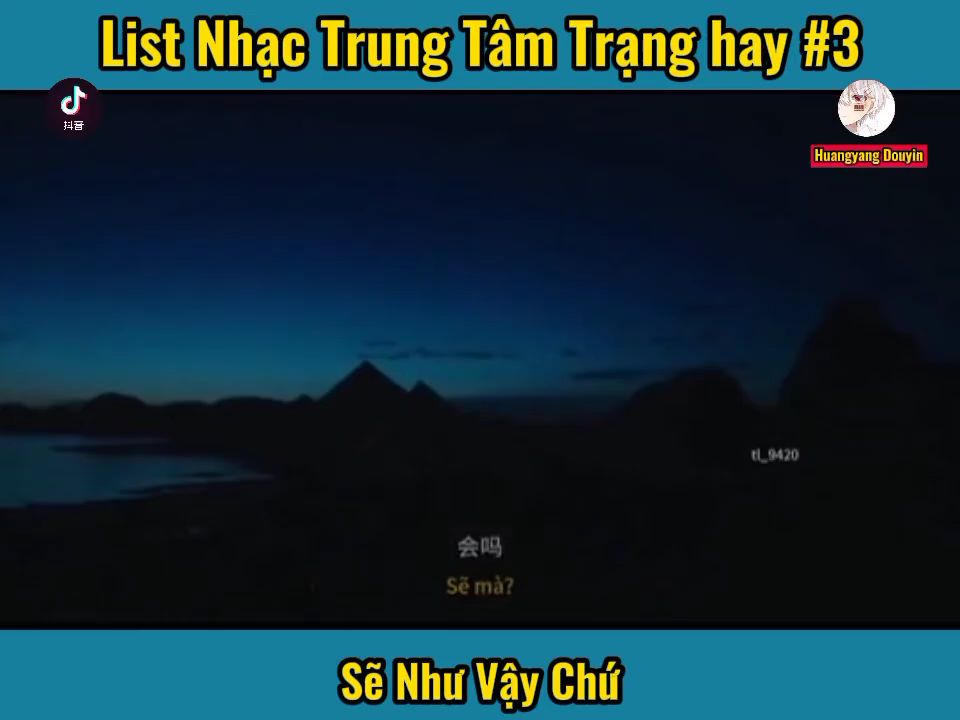 List Nhạc Trung Tâm Trạng hay #3
抖音
Huangyang Douyin
tl_9420
会吗
Sẽ mà?
Sẽ Như Vậy Chứ